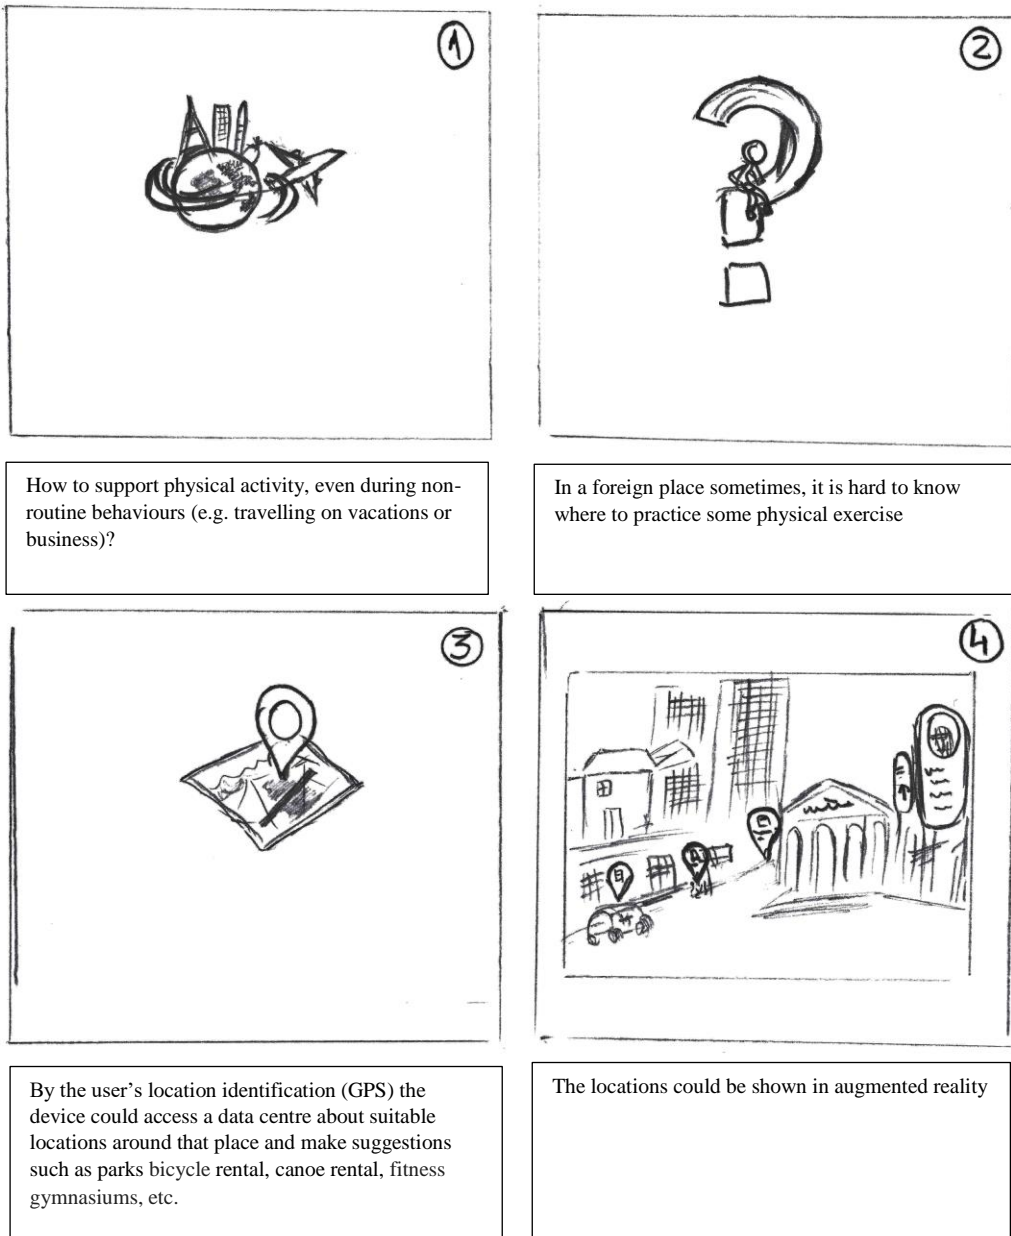 1
2
How to support physical activity, even during non-
routine behaviours (e.g. travelling on vacations or
business)?
In a foreign place sometimes, it is hard to know
where to practice some physical exercise
3
4
By the user's location identification (GPS) the
device could access a data centre about suitable
locations around that place and make suggestions
such as parks bicycle rental, canoe rental, fitness
gymnasiums, etc.
The locations could be shown in augmented reality